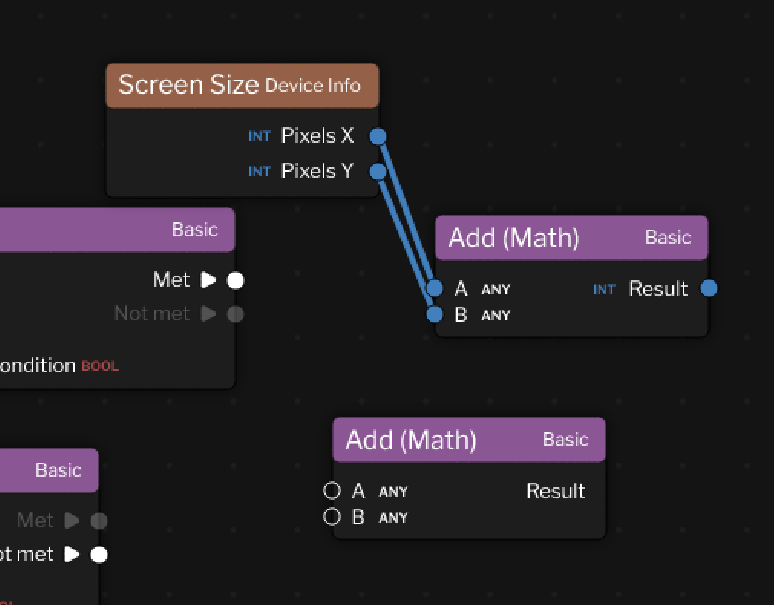 Screen Size Device Info
INT Pixels X
INT Pixels Y
Basic
Met
Not met
ondition BOOL
Add (Math) Basic
A ANY INT Result
B ANY
Add (Math) Basic
A ANY Result
B ANY
Basic
Met
ot met